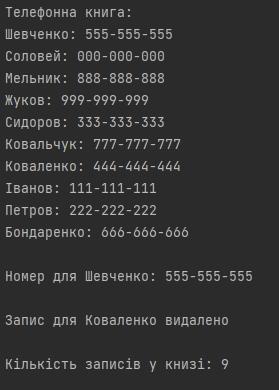 Телефонна книга:
Шевченко: 555-555-555
Соловей: 000-000-000
Мельник: 888-888-888
Жуков: 999-999-999
Сидоров: 333-333-333
Ковальчук: 777-777-777
Коваленко: 444-444-444
Іванов: 111-111-111
Петров: 222-222-222
Бондаренко: 666-666-666
Номер для Шевченко: 555-555-555
Запис для Коваленко видалено
Кількість записів у книзі: 9